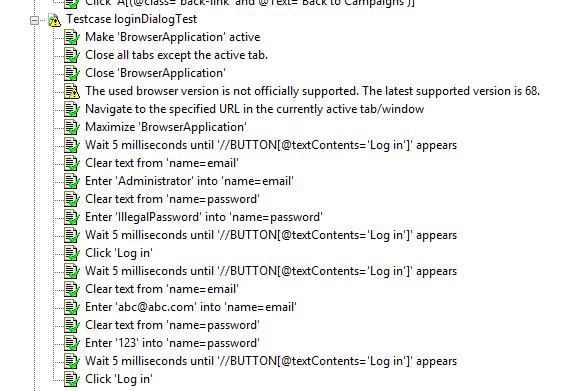 Click 'A[(@class='back-link' and @Text='Back to Campaigns')]'
Testcase loginDialogTest
Make 'BrowserApplication' active
Close all tabs except the active tab.
Close 'BrowserApplication'
The used browser version is not officially supported. The latest supported version is 68.
Navigate to the specified URL in the currently active tab/window
Maximize 'BrowserApplication'
Wait 5 milliseconds until '//BUTTON[@textContents='Log in']' appears
Clear text from 'name=email'
Enter 'Administrator' into 'name=email'
Clear text from 'name=password'
Enter 'IllegalPassword' into 'name=password'
Wait 5 milliseconds until '//BUTTON[@textContents='Log in']' appears
Click 'Log in'
Wait 5 milliseconds until '//BUTTON[@textContents='Log in']' appears
Clear text from 'name=email'
Enter 'abc@abc.com' into 'name=email'
Clear text from 'name=password'
Enter '123' into 'name=password'
Wait 5 milliseconds until '//BUTTON[@textContents='Log in']' appears
Click 'Log in'